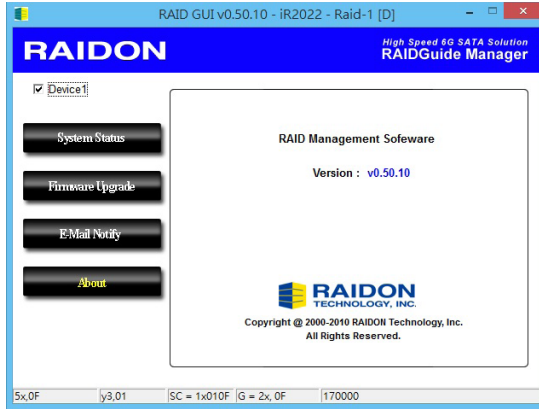 RAID GUI v0.50.10 - iR2022 - Raid-1 [D]
RAIDON
High Speed 6G SATA Solution
RAIDGuide Manager
Device1
System Status
Firmware Upgrade
E-Mail Notify
About
RAID Management Sofeware
Version : v0.50.10
RAIDON
TECHNOLOGY, INC.
Copyright @ 2000-2010 RAIDON Technology, Inc.
All Rights Reserved.
5x,0F y3,01 SC = 1x010F G = 2x, 0F 170000